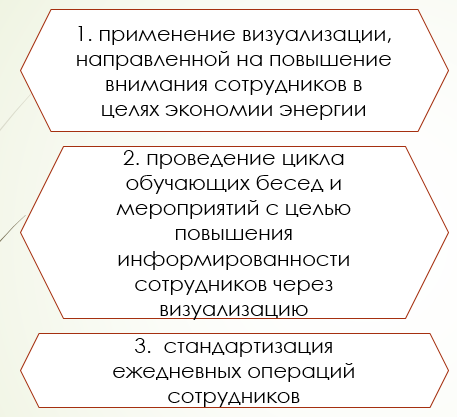 1. применение визуализации,
направленной на повышение
внимания сотрудников в
целях экономии энергии
2. проведение цикла
обучающих бесед и
мероприятий с целью
повышения
информированности
сотрудников через
визуализацию
3. стандартизация
ежедневных операций
сотрудников